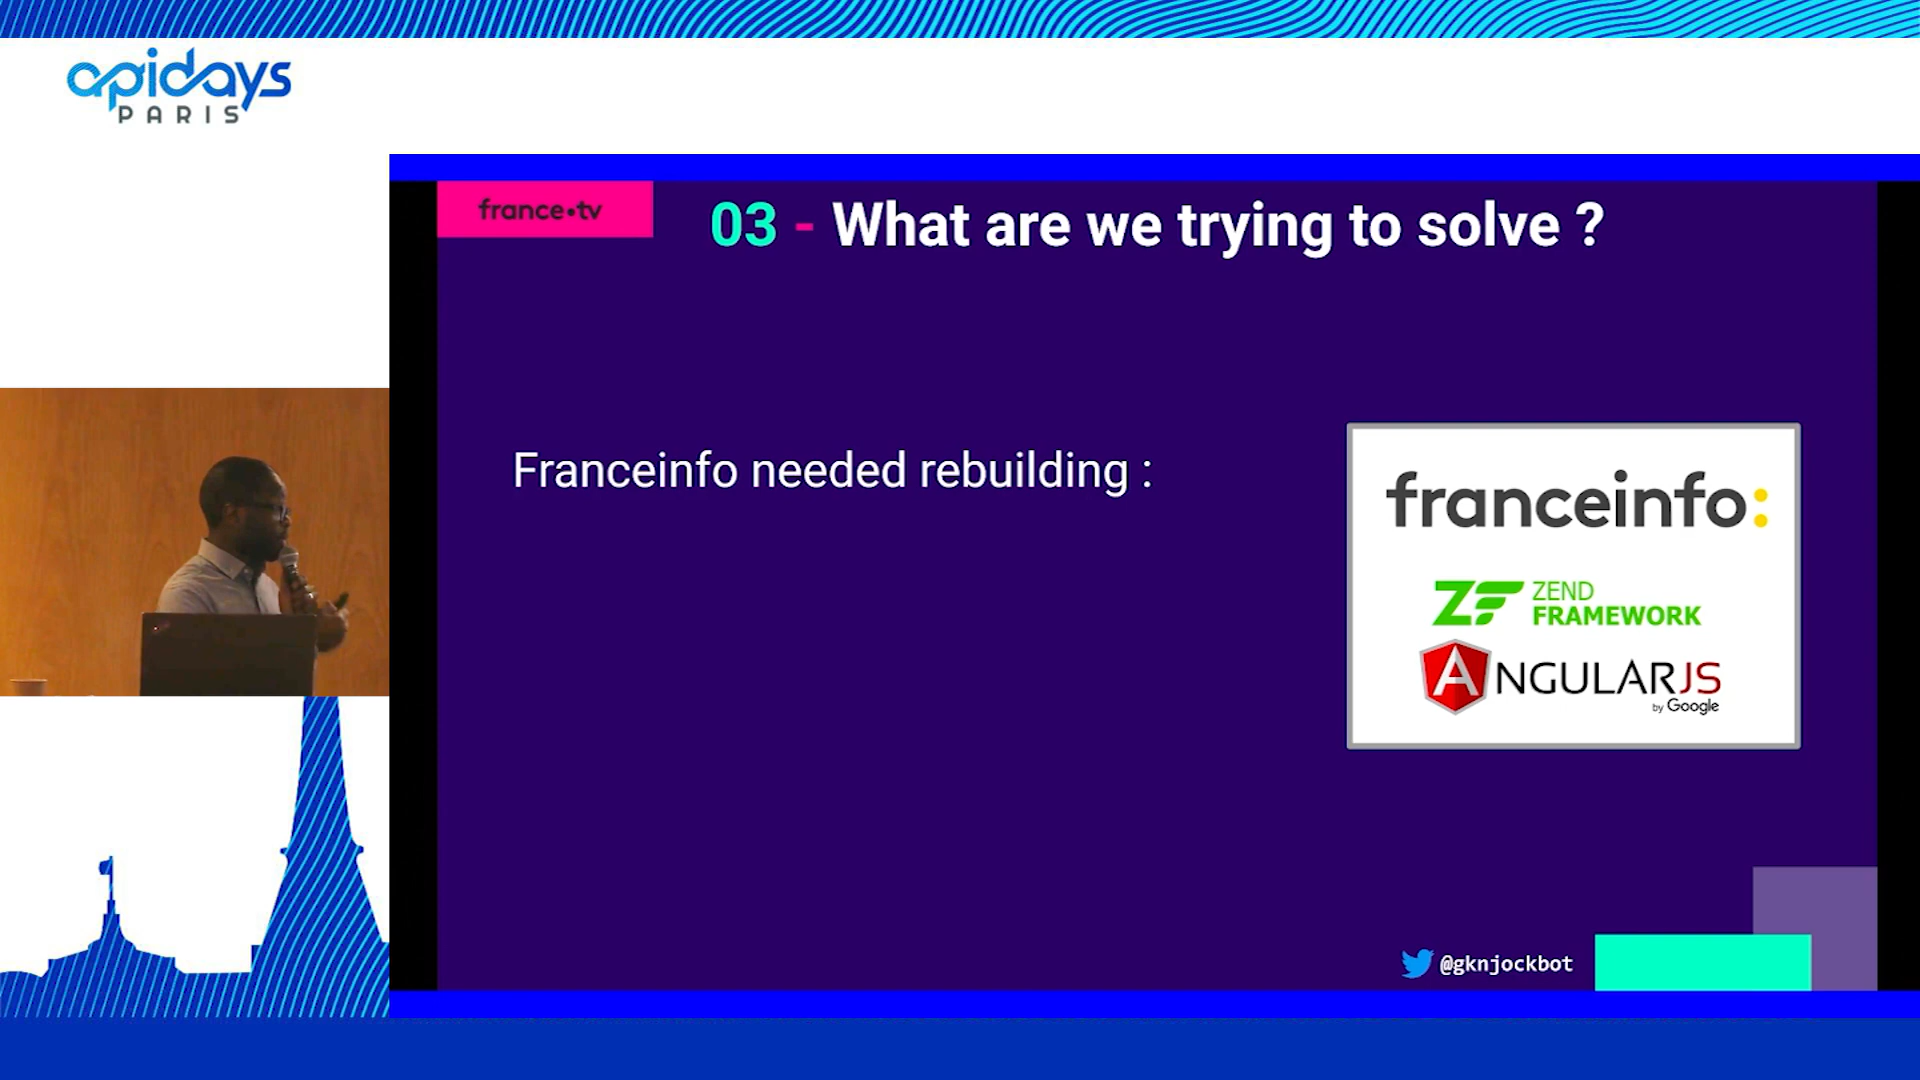 apidays
PARIS
france•tv
03 - What are we trying to solve ?
Franceinfo needed rebuilding :
franceinfo:
ZF ZEND
FRAMEWORK
ANGULARJS
by Google
@gknjockbot